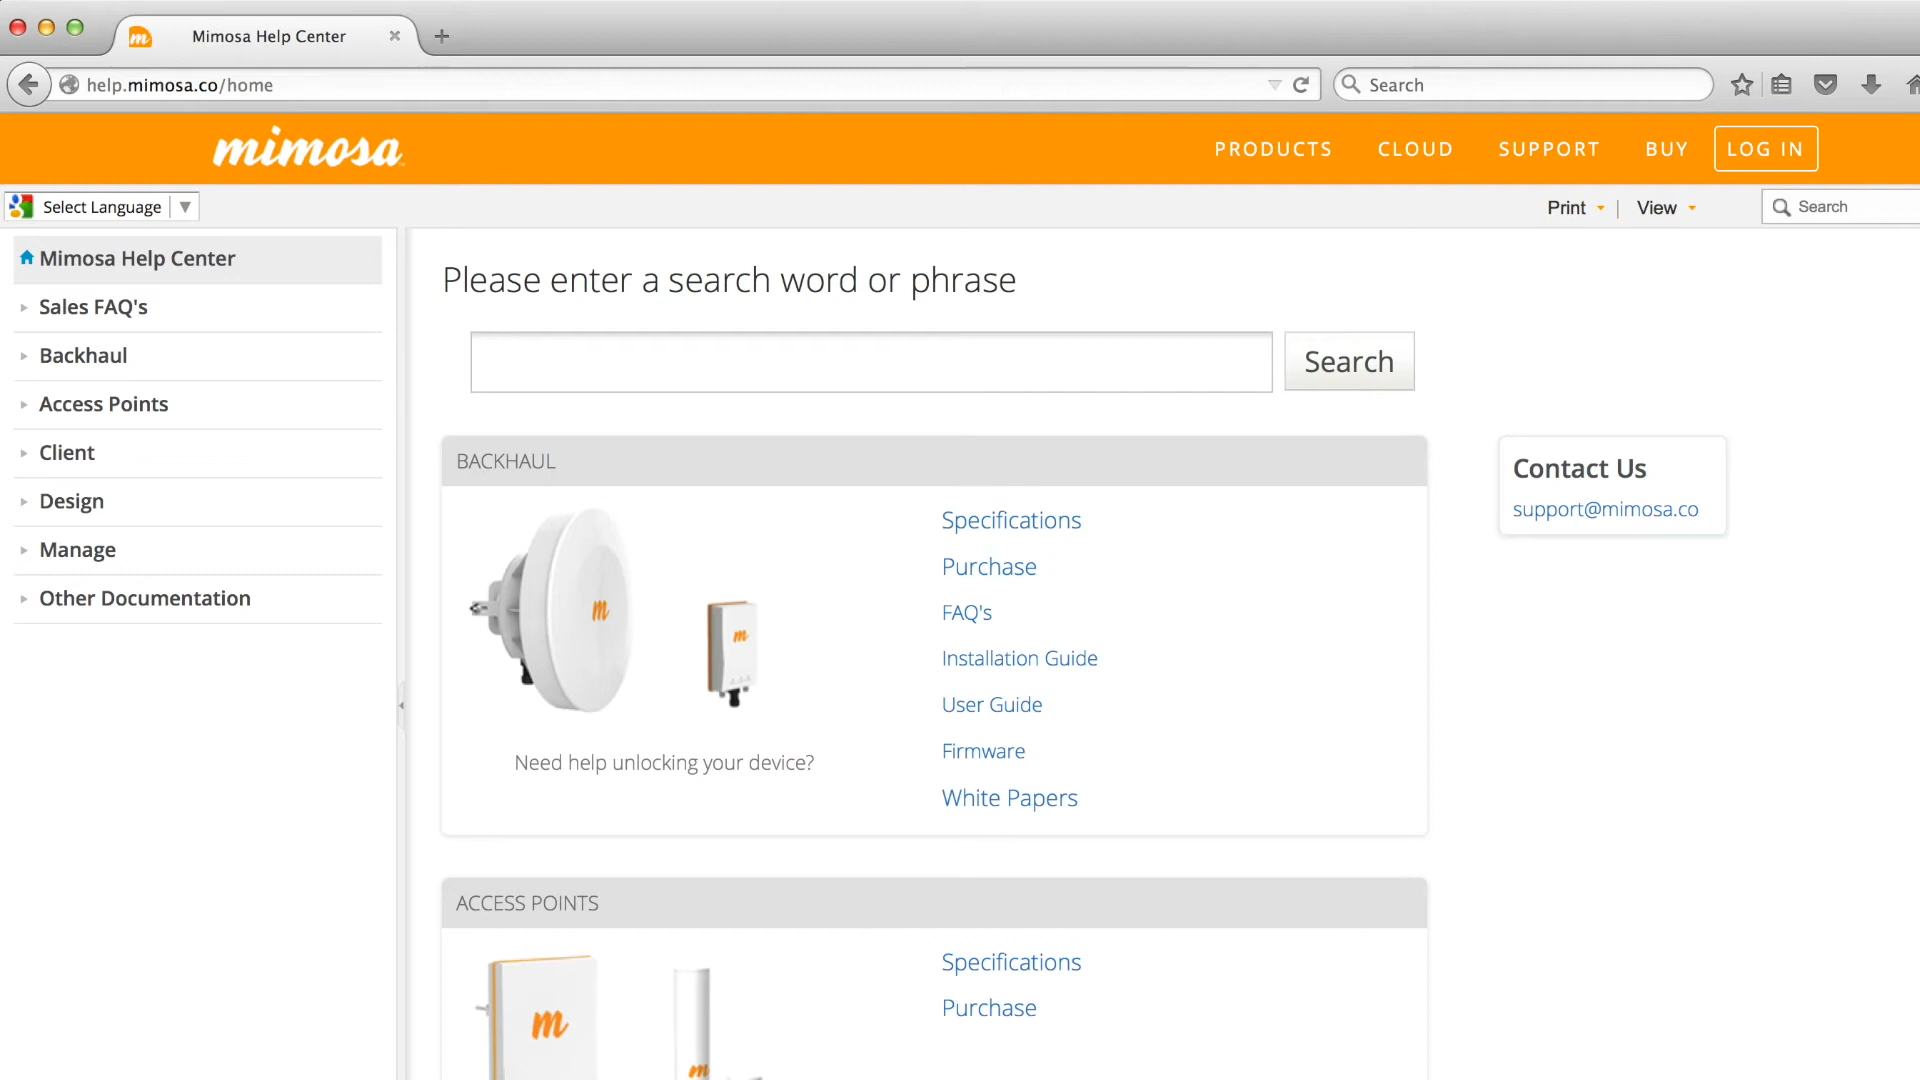 Mimosa Help Center
help.mimosa.co/home
Search
mimosa
PRODUCTS CLOUD SUPPORT BUY LOG IN
Select Language
Print View Search
Mimosa Help Center
Sales FAQ's
Backhaul
Access Points
Client
Design
Manage
Other Documentation
Please enter a search word or phrase
Search
BACKHAUL
m
m
Need help unlocking your device?
Specifications
Purchase
FAQ's
Installation Guide
User Guide
Firmware
White Papers
Contact Us
support@mimosa.co
ACCESS POINTS
m
m
Specifications
Purchase